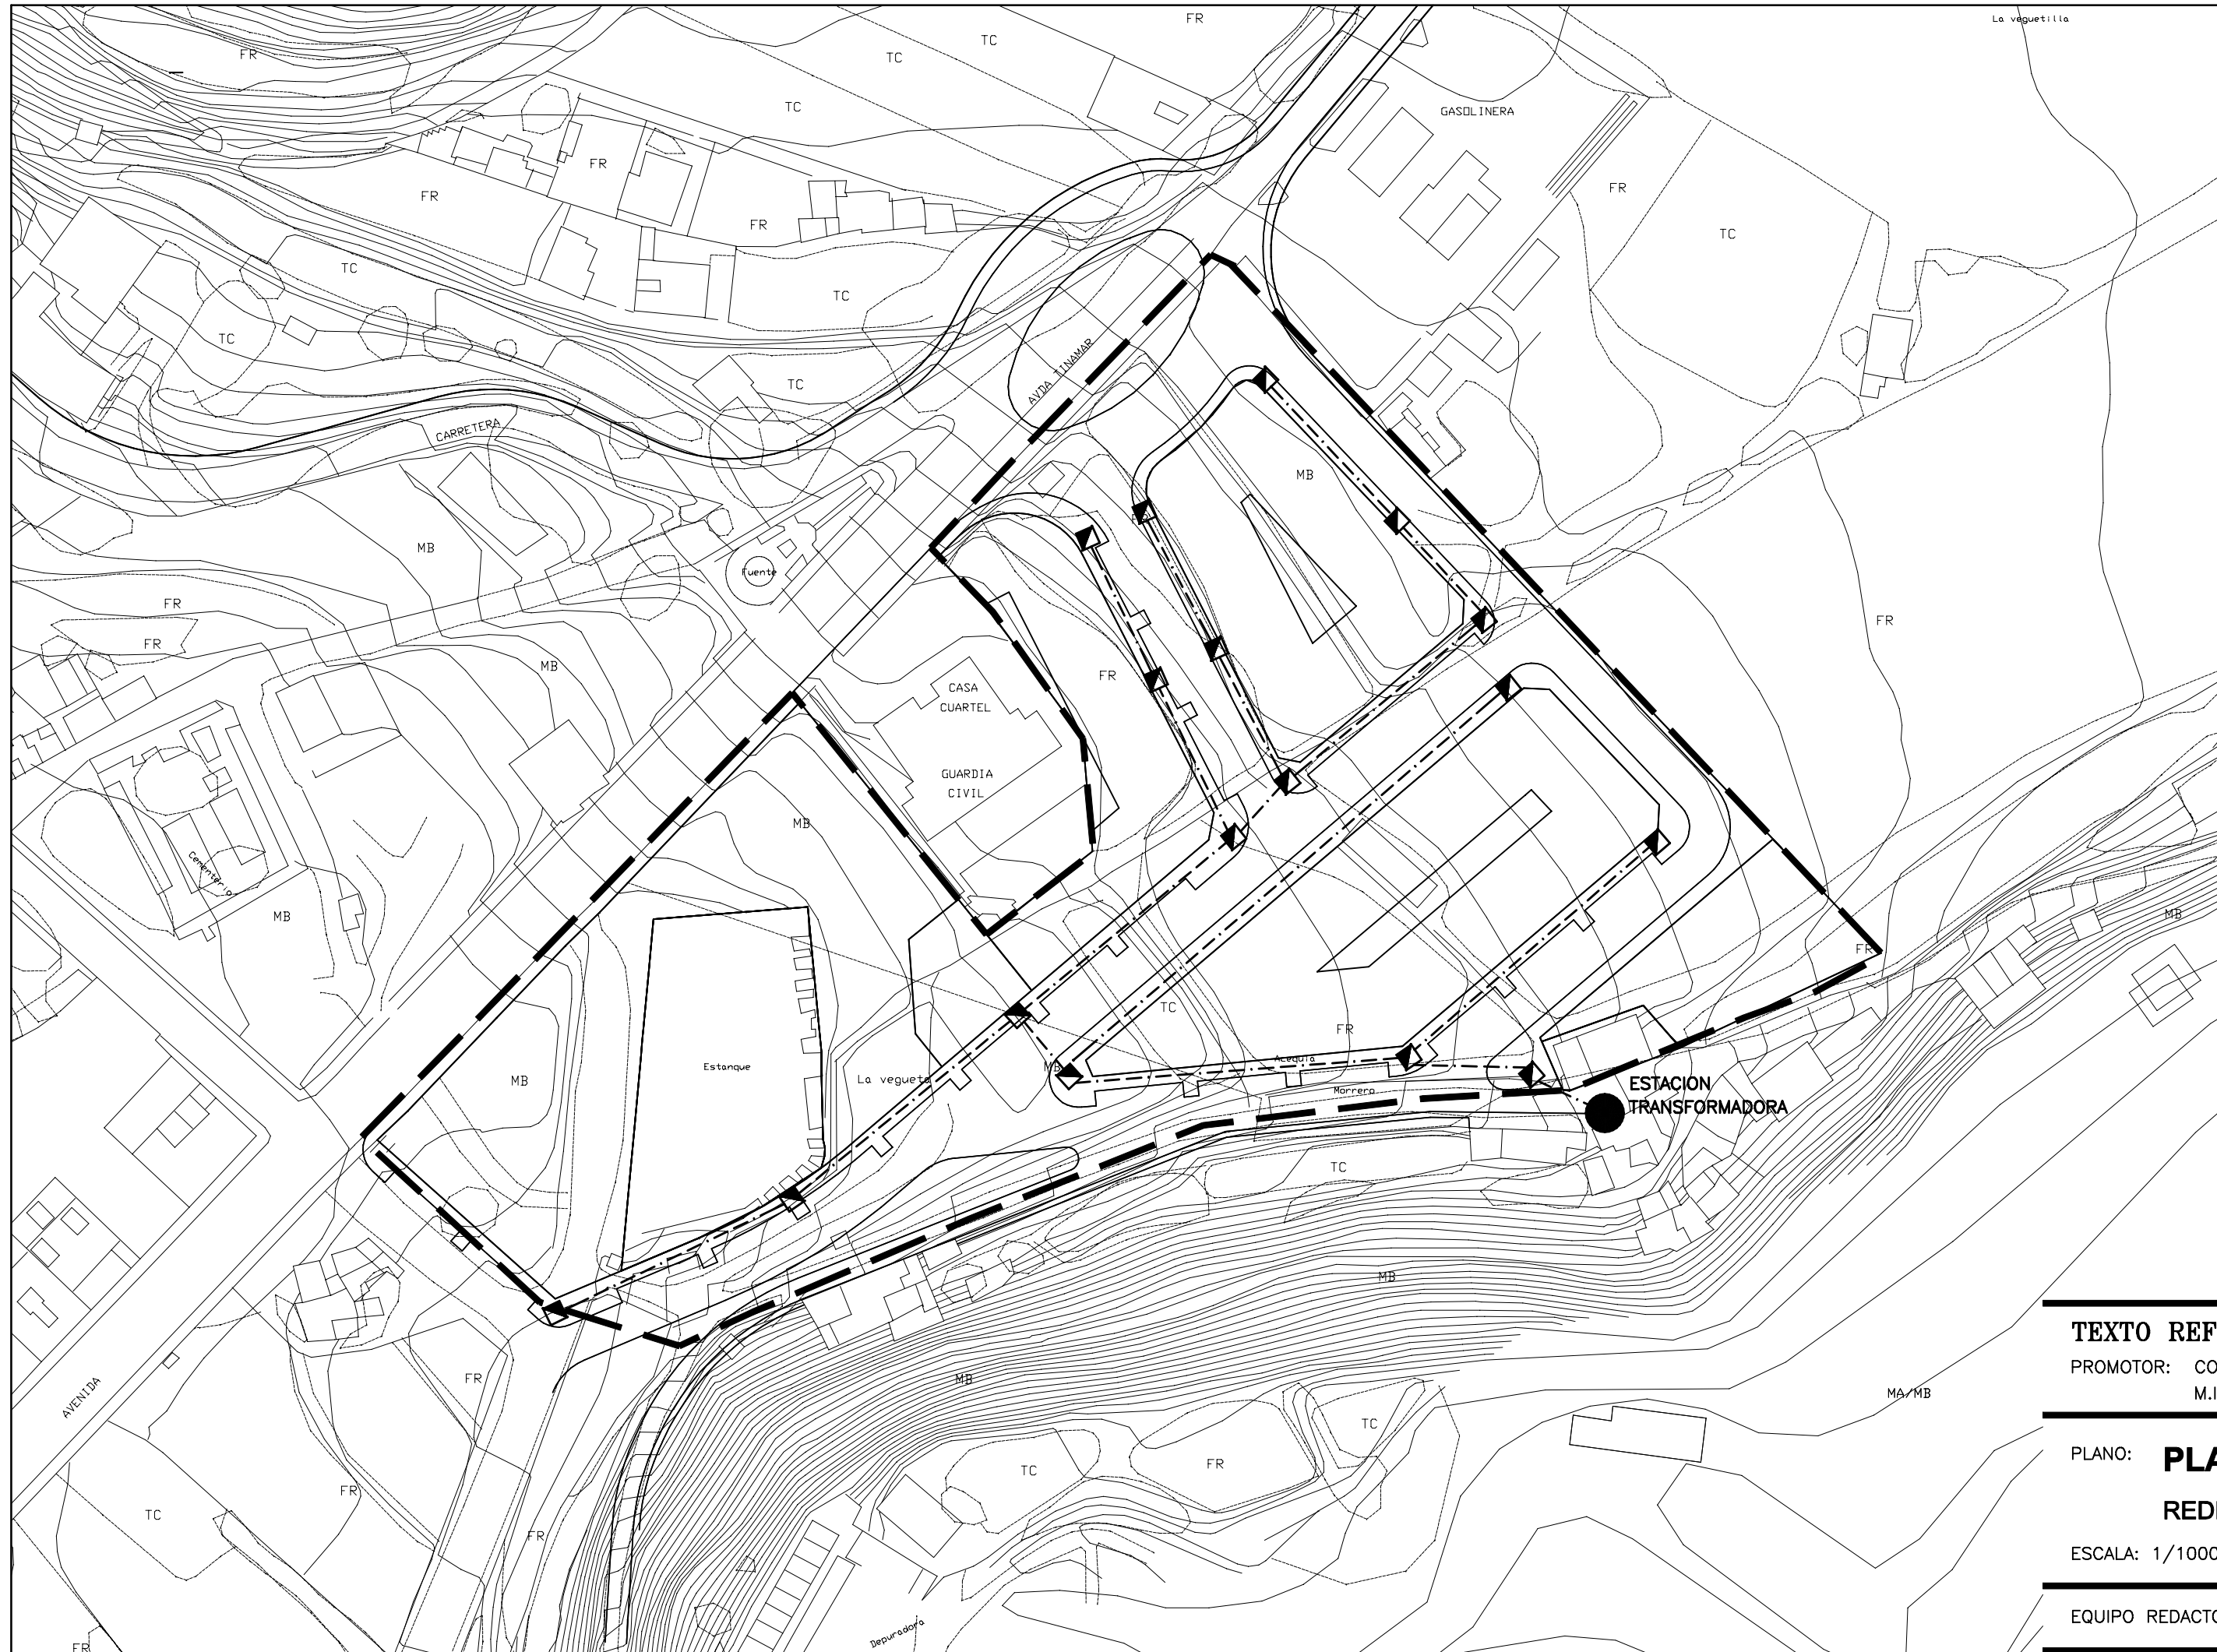 FR
La veguetilla
TC
FR
TC
TC
GASOLINERA
FR
FR
FR
FR
TC
TC
TC
TC
TC
AVDA TINAMAR
CARRETERA
MB
MB
Fuente
FR
FR
FR
MB
FR
CASA
CUARTEL
GUARDIA
CIVIL
MB
Cementerio
MB
MB
FR
TC
FR
Acequia
Estanque
La vegueta
MB
MB
Morrero
ESTACION
TRANSFORMADORA
TC
MB
MB
FR
AVENIDA
MA/MB
TC
TC
FR
FR
TC
FR
FR
Depuradora
TEXTO REF
PROMOTOR: CO
M.I
PLANO: PLA
RED
ESCALA: 1/1000
EQUIPO REDACTO